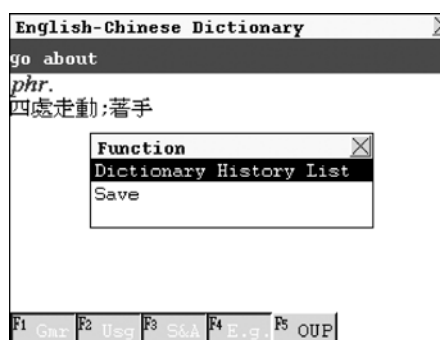 English-Chinese Dictionary
go about
phr.
四處走動;著手
Function
Dictionary History List
Save
F1 Gmr F2 Usg F3 S&A F4 E.g. F5 OUP